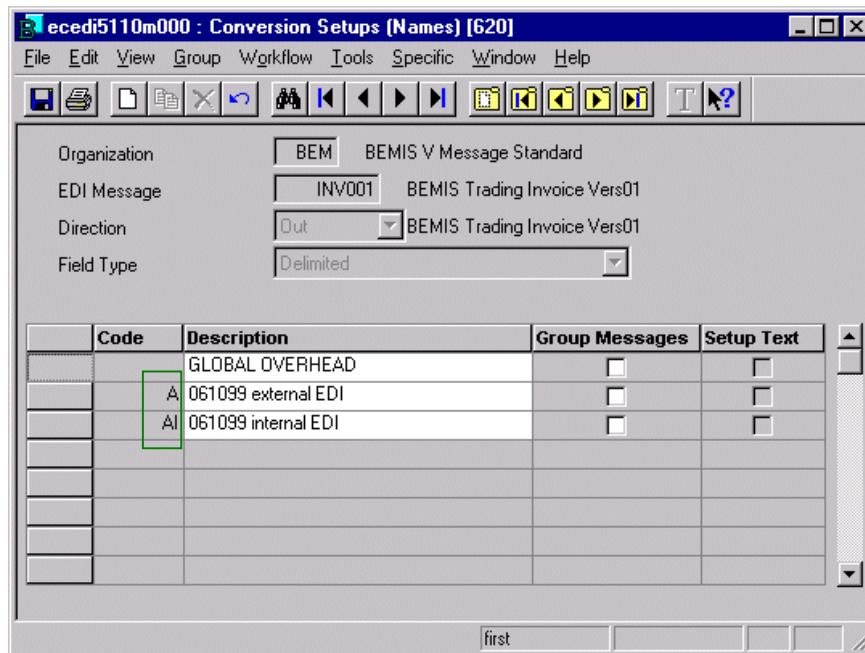 ecedi5110m000 : Conversion Setups (Names) [620]
File Edit View Group Workflow Tools Specific Window Help
Organization BEM BEMIS V Message Standard
EDI Message INV001 BEMIS Trading Invoice Vers01
Direction Out BEMIS Trading Invoice Vers01
Field Type Delimited
Code Description Group Messages Setup Text
GLOBAL OVERHEAD
A 061099 external EDI
AI 061099 internal EDI
first